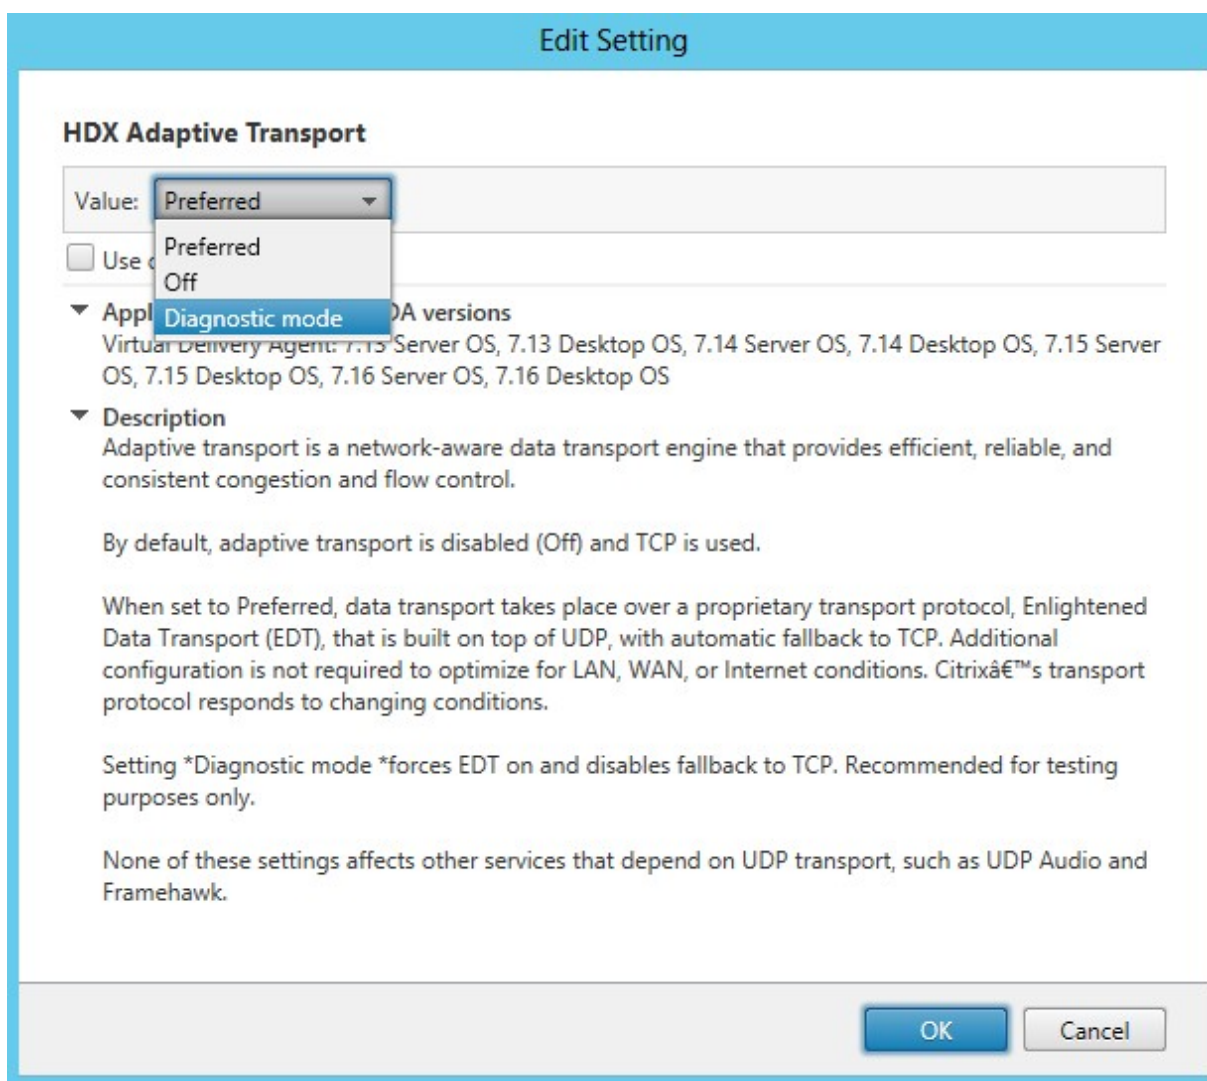 Edit Setting
HDX Adaptive Transport
Value: Preferred
Preferred
Use
Off
Diagnostic mode
Appl DA versions
Virtual Delivery Agent: 7.13 Server OS, 7.13 Desktop OS, 7.14 Server OS, 7.14 Desktop OS, 7.15 Server
OS, 7.15 Desktop OS, 7.16 Server OS, 7.16 Desktop OS
Description
Adaptive transport is a network-aware data transport engine that provides efficient, reliable, and
consistent congestion and flow control.
By default, adaptive transport is disabled (Off) and TCP is used.
When set to Preferred, data transport takes place over a proprietary transport protocol, Enlightened
Data Transport (EDT), that is built on top of UDP, with automatic fallback to TCP. Additional
configuration is not required to optimize for LAN, WAN, or Internet conditions. Citrixâ€™s transport
protocol responds to changing conditions.
Setting *Diagnostic mode *forces EDT on and disables fallback to TCP. Recommended for testing
purposes only.
None of these settings affects other services that depend on UDP transport, such as UDP Audio and
Framehawk.
OK
Cancel